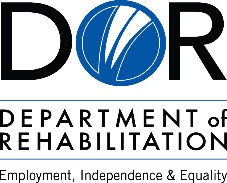 DOR
DEPARTMENT of
REHABILITATION
Employment, Independence & Equality